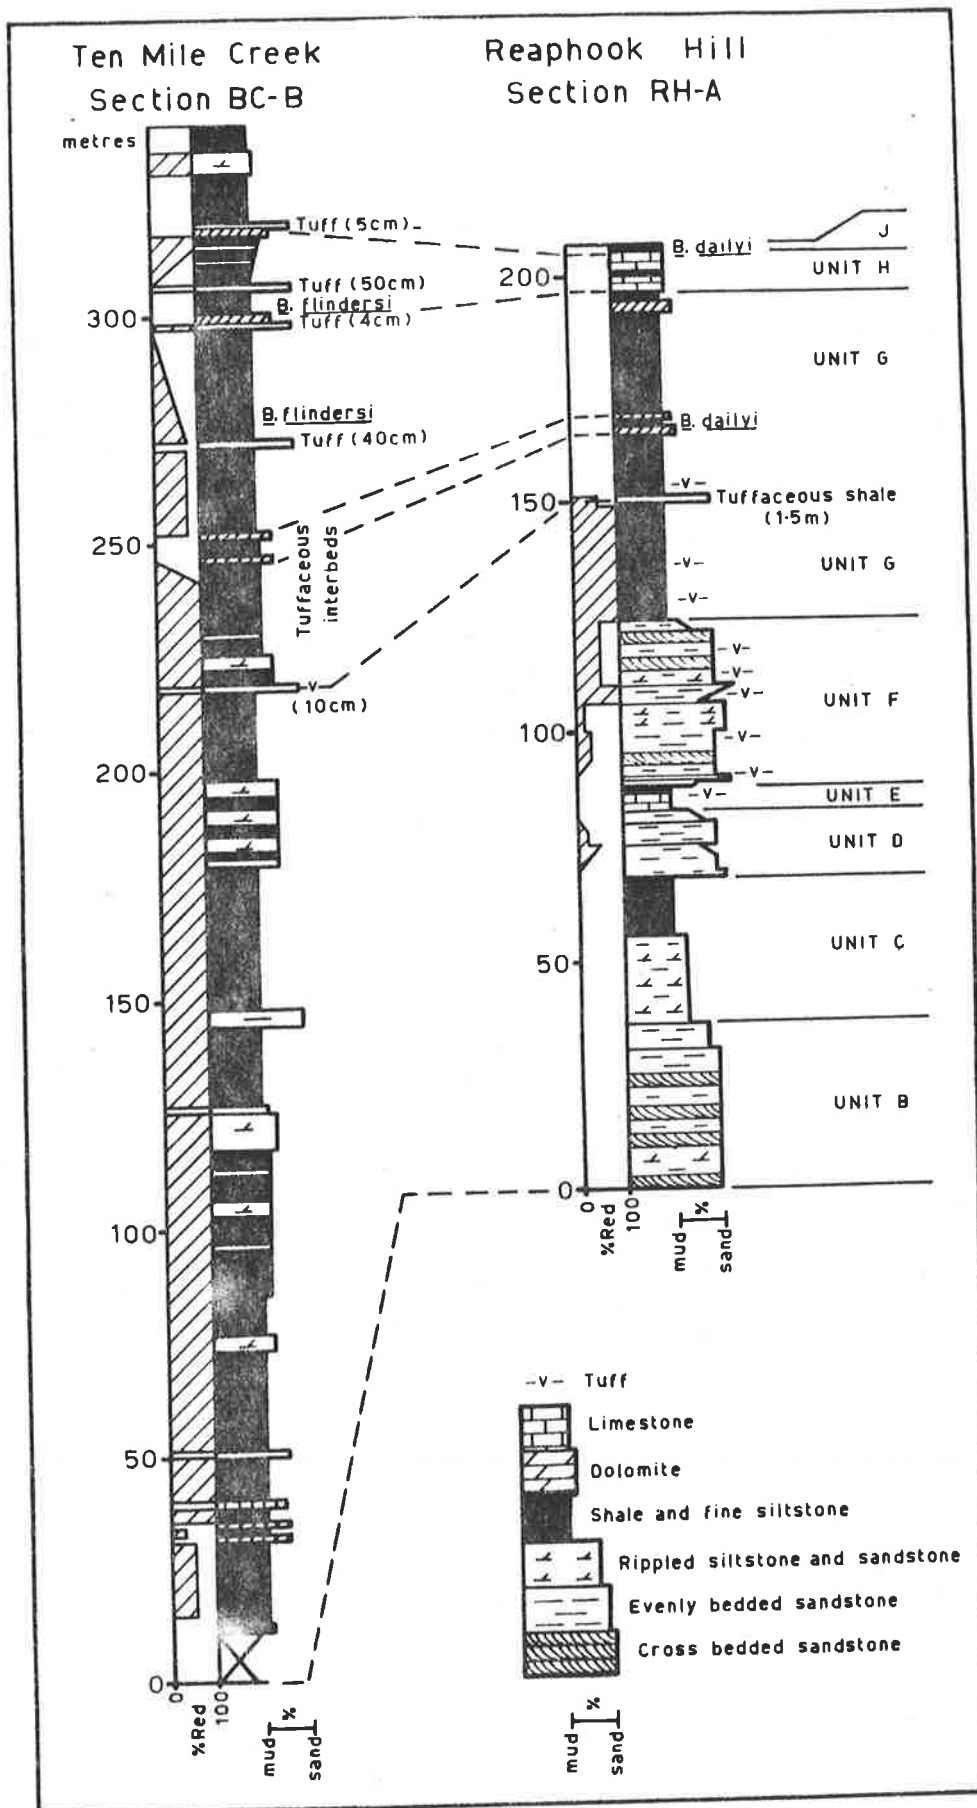 Ten Mile Creek
Section BC-B
Reaphook Hill
Section RH-A
metres
Tuff (5cm)
Tuff (50cm)
B. flindersi
Tuff (4cm)
300
B. flindersi
Tuff (40cm)
250
Tuffaceous
interbeds
-V-
(10cm)
200
150
100
50
0
0
%Red
100
mud
%
sand
B. dailyi
J
200
UNIT H
UNIT G
B. dailyi
-V-
150
Tuffaceous shale
(1·5m)
-V-
UNIT G
-V-
-V-
-V-
-V-
UNIT F
100
-V-
-V-
-V-
UNIT E
UNIT D
UNIT C
50
UNIT B
0
0
%Red
100
mud
%
sand
-V- Tuff
Limestone
Dolomite
Shale and fine siltstone
Rippled siltstone and sandstone
Evenly bedded sandstone
Cross bedded sandstone
mud
%
sand